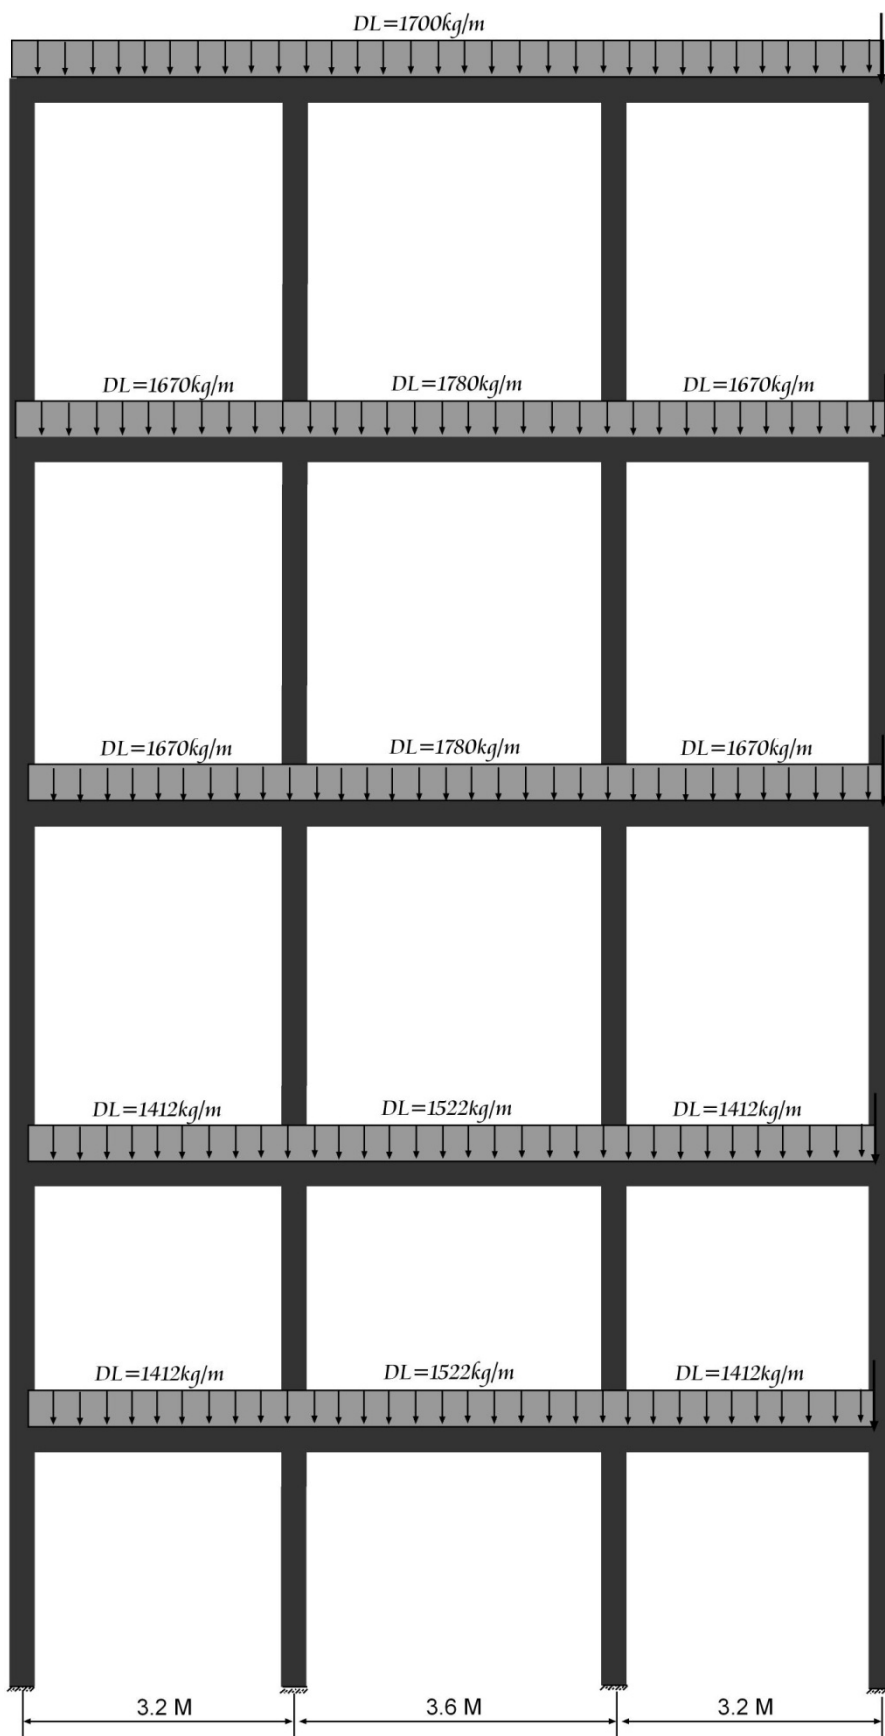 DL=1700kg/m
DL=1670kg/m DL=1780kg/m DL=1670kg/m
DL=1670kg/m DL=1780kg/m DL=1670kg/m
DL=1412kg/m DL=1522kg/m DL=1412kg/m
DL=1412kg/m DL=1522kg/m DL=1412kg/m
3.2 M 3.6 M 3.2 M